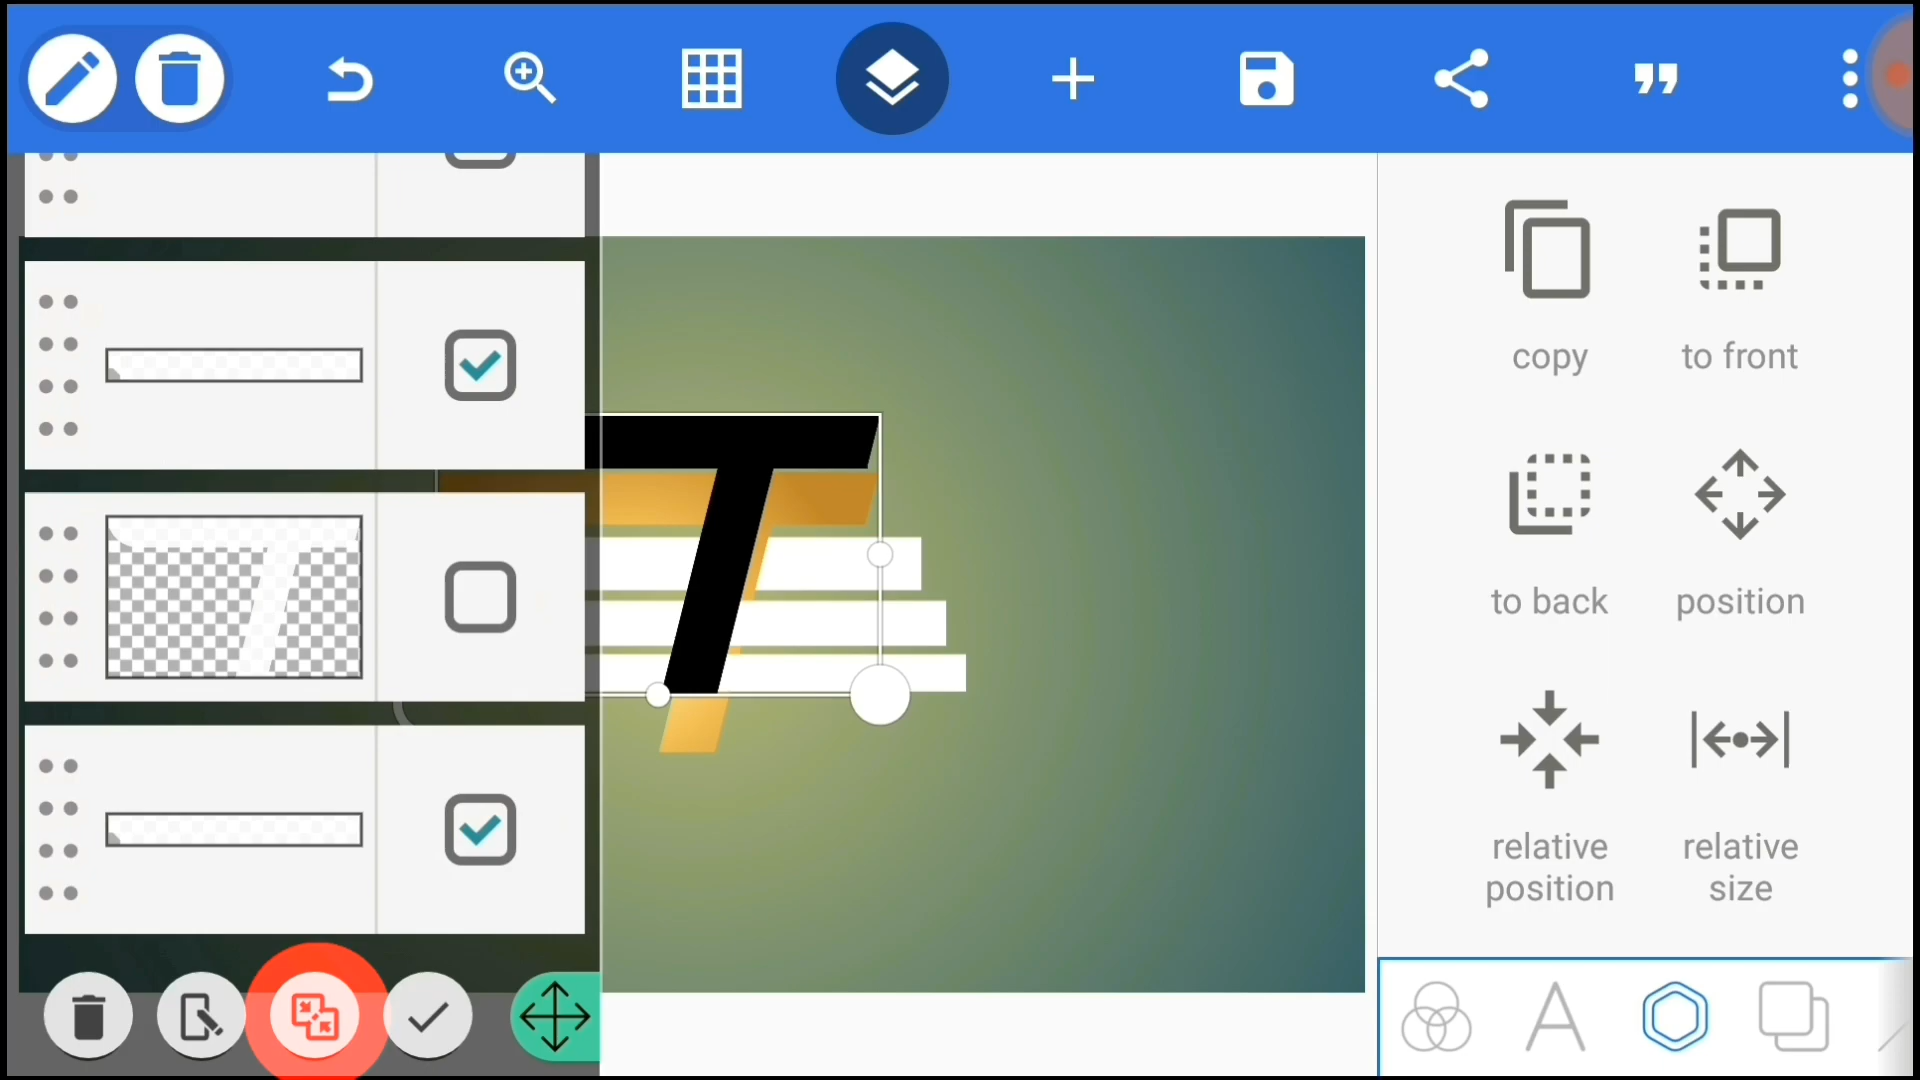 T
copy
to front
to back
position
relative
position
relative
size